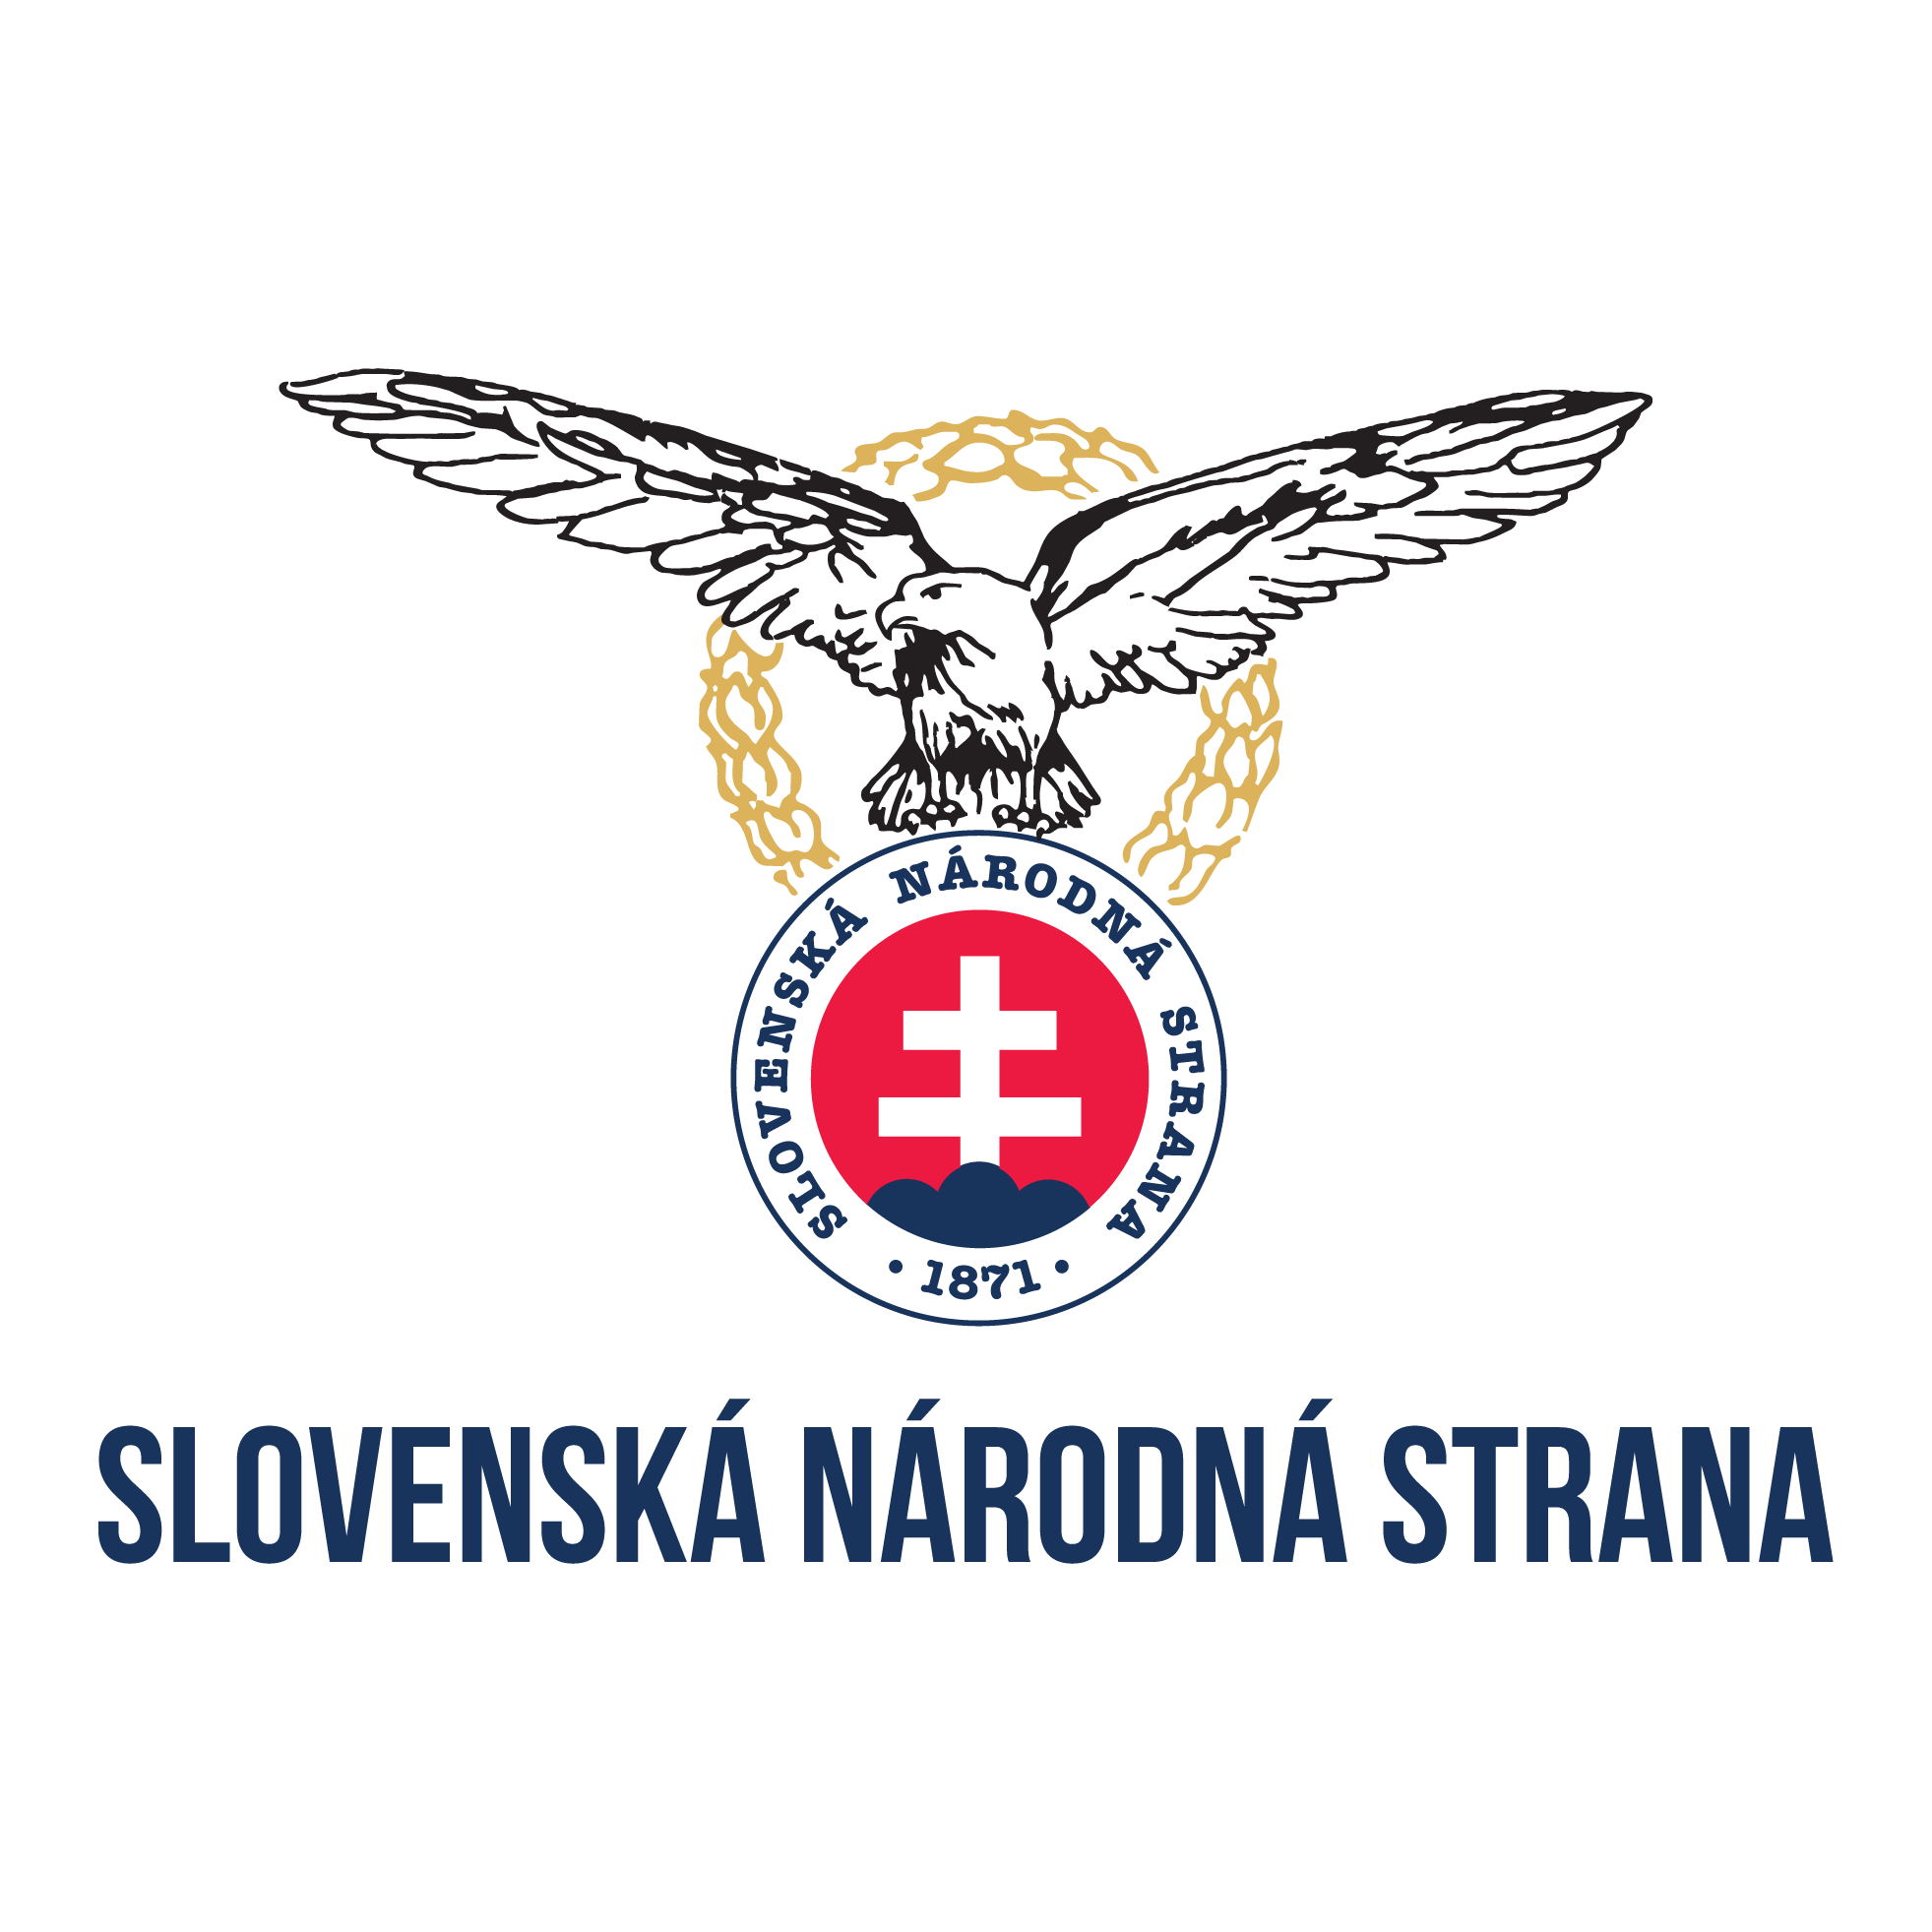 SLOVENSKÁ NÁRODNÁ STRANA
• 1871 •
SLOVENSKÁ NÁRODNÁ STRANA